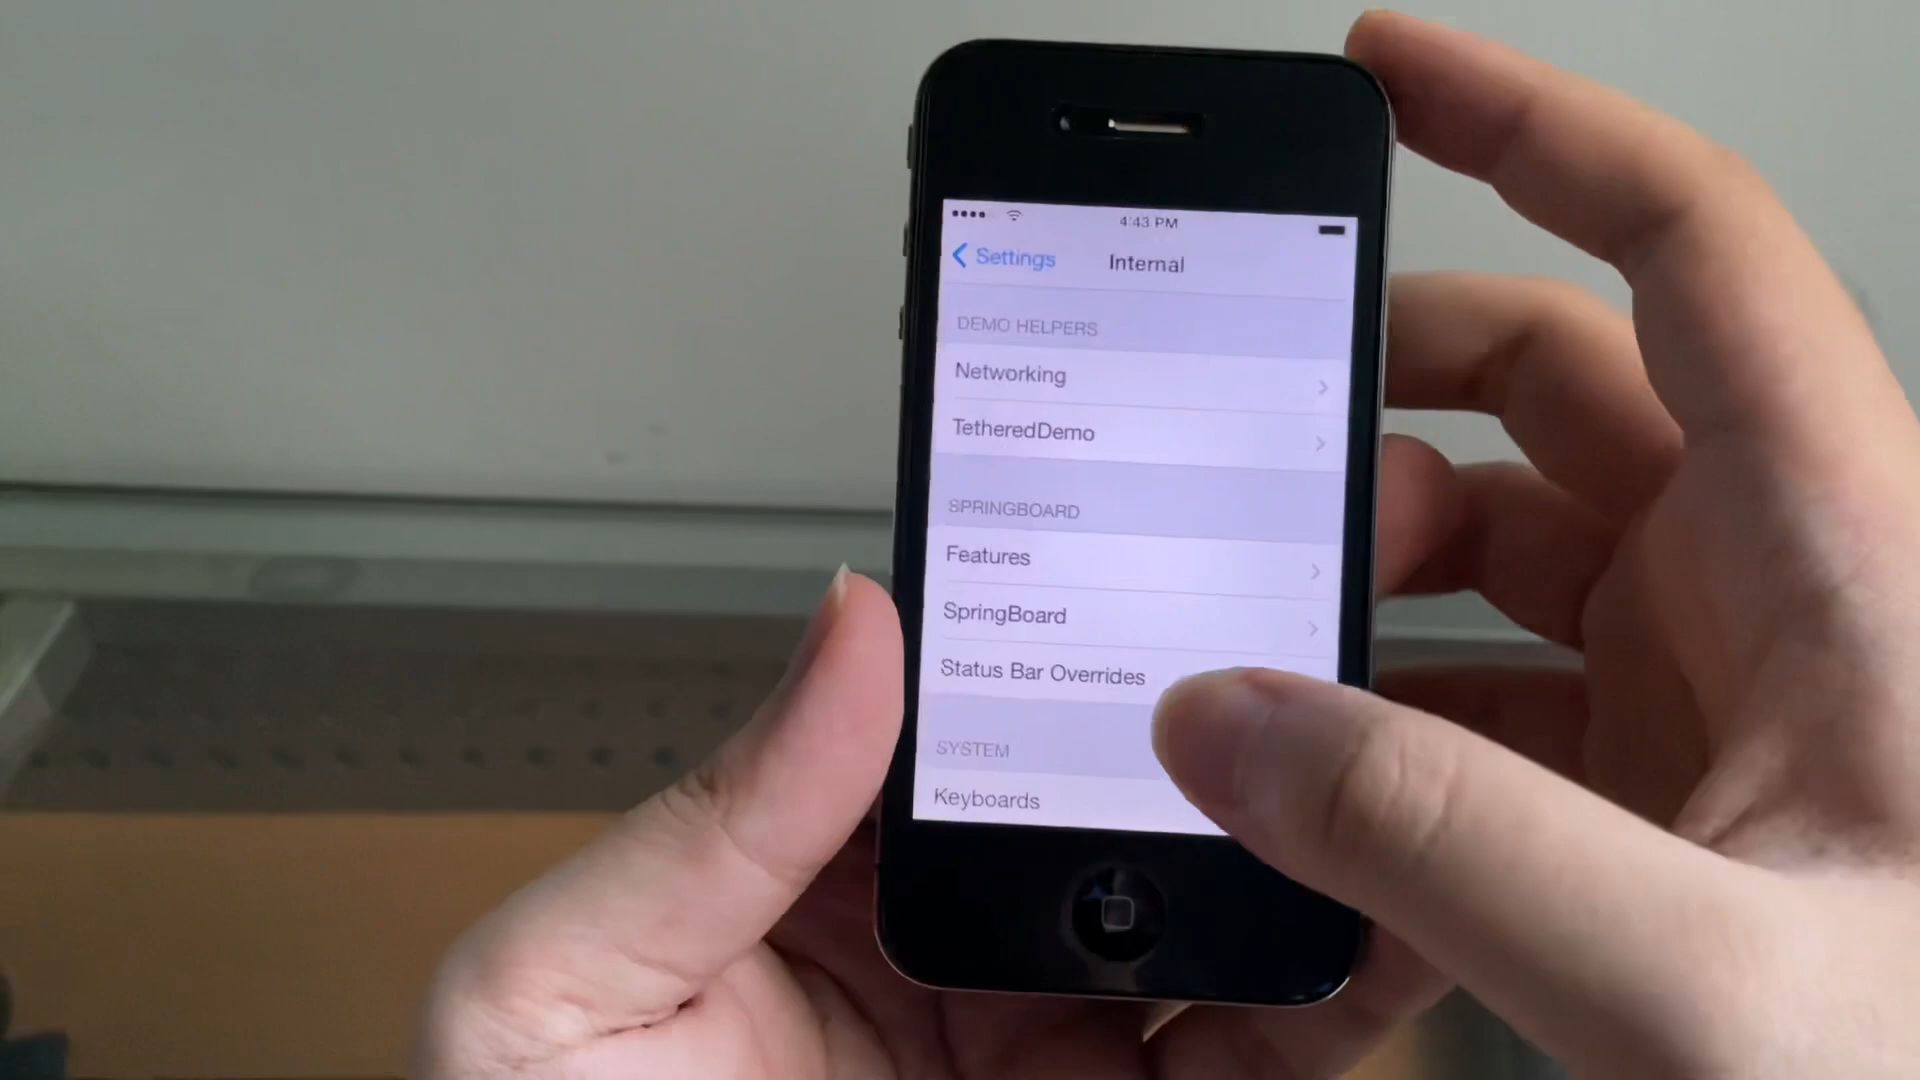 4:43 PM
Settings
Internal
DEMO HELPERS
Networking
TetheredDemo
SPRINGBOARD
Features
SpringBoard
Status Bar Overrides
SYSTEM
Keyboards